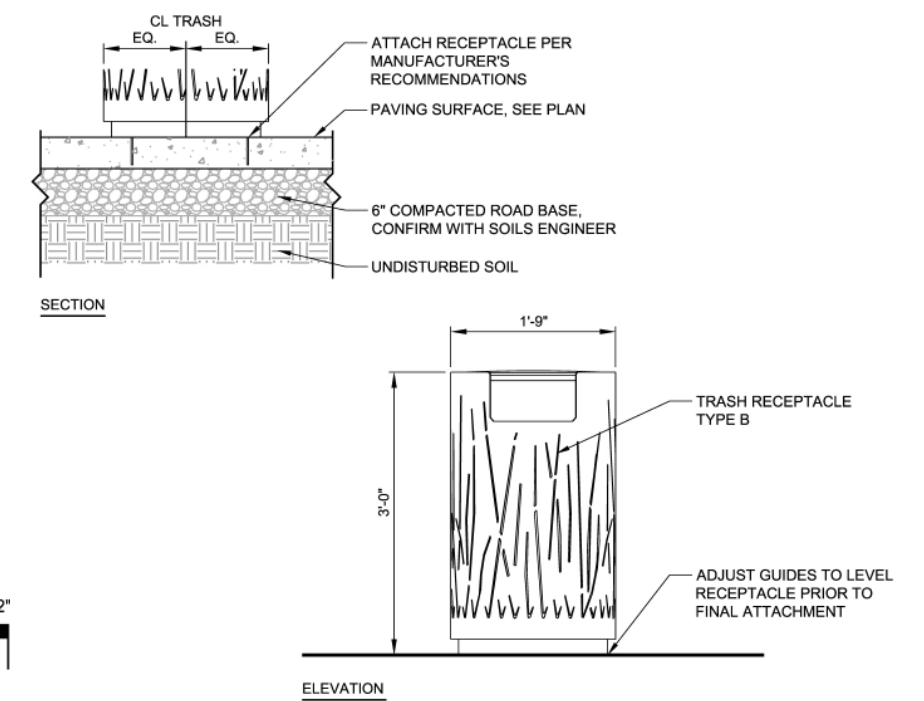 CL TRASH
EQ. EQ.
ATTACH RECEPTACLE PER
MANUFACTURER'S
RECOMMENDATIONS
PAVING SURFACE, SEE PLAN
6" COMPACTED ROAD BASE,
CONFIRM WITH SOILS ENGINEER
UNDISTURBED SOIL
SECTION
1'-9"
TRASH RECEPTACLE
TYPE B
3'-0"
ADJUST GUIDES TO LEVEL
RECEPTACLE PRIOR TO
FINAL ATTACHMENT
2"
ELEVATION